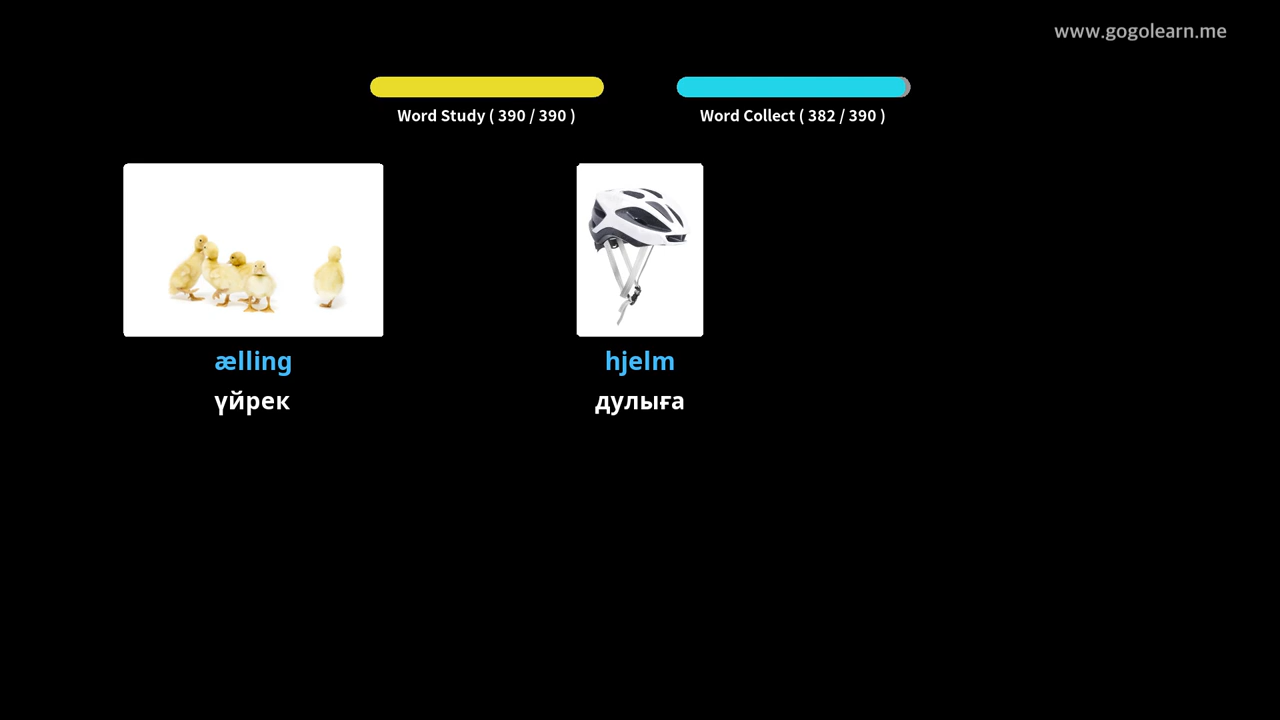 www.gogolearn.me
Word Study ( 390 / 390 )
Word Collect ( 382 / 390 )
ælling
үйрек
hjelm
дулыға